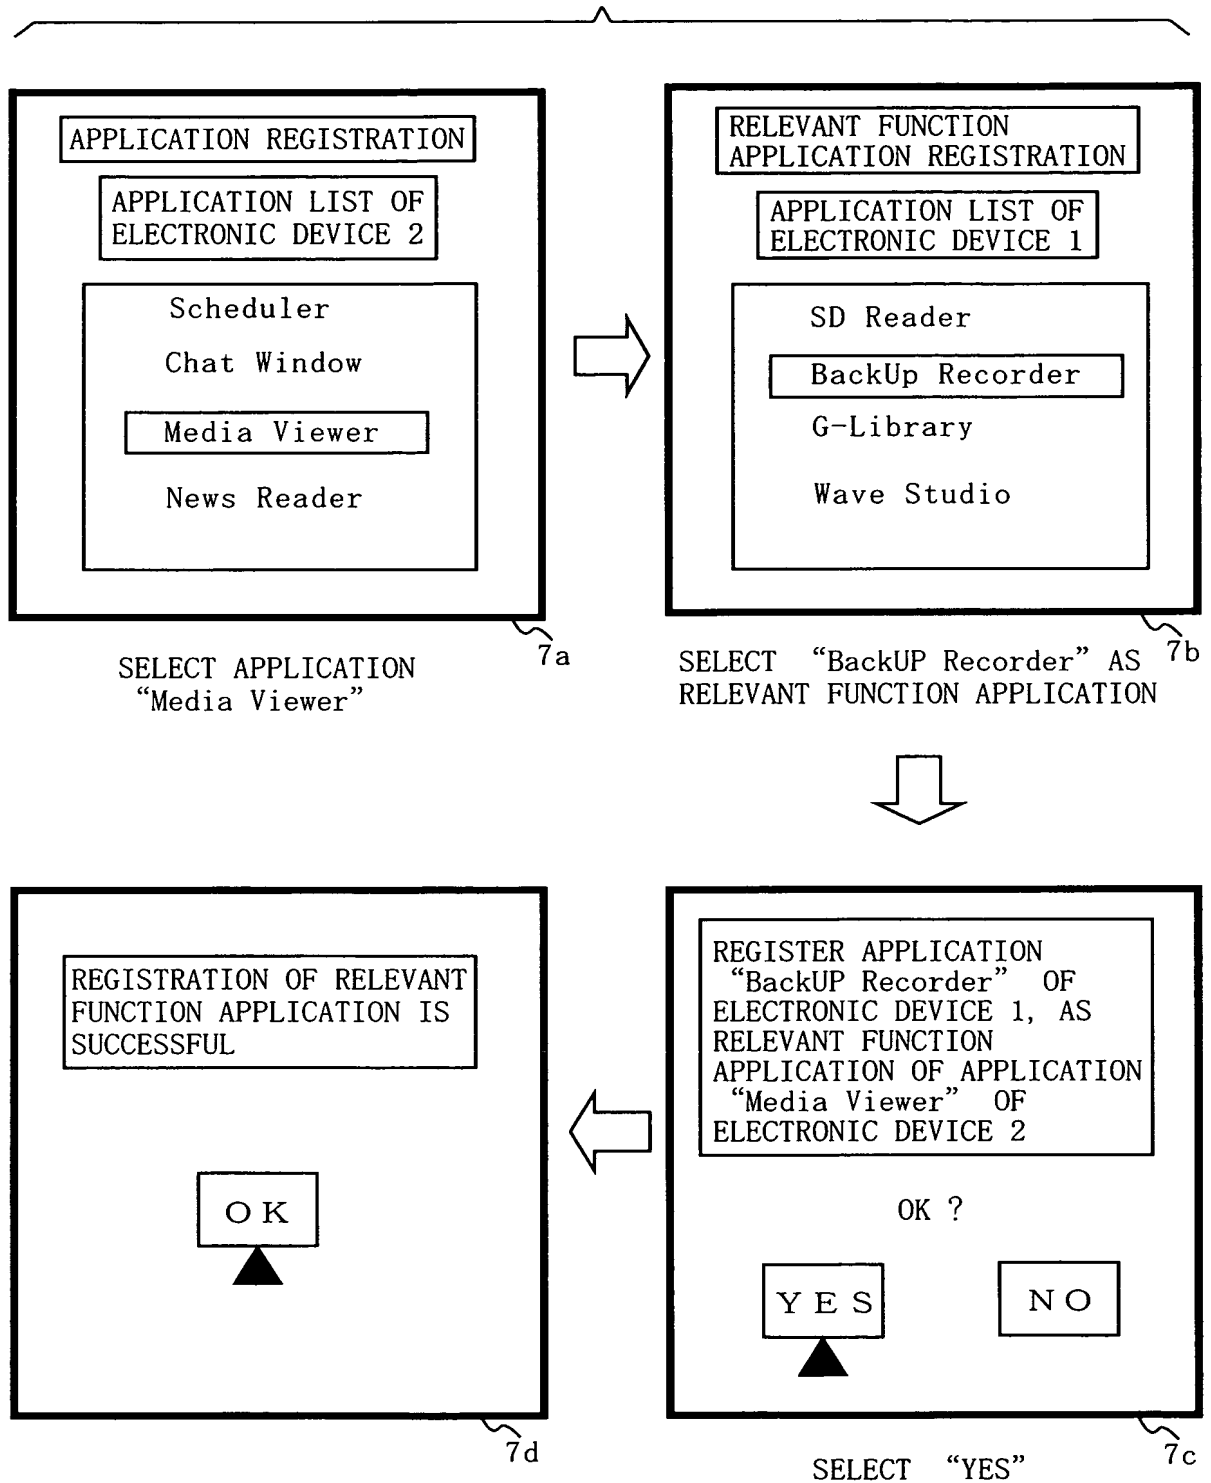 APPLICATION REGISTRATION
APPLICATION LIST OF
ELECTRONIC DEVICE 2
Scheduler
Chat Window
Media Viewer
News Reader
7a
SELECT APPLICATION
“Media Viewer”
RELEVANT FUNCTION
APPLICATION REGISTRATION
APPLICATION LIST OF
ELECTRONIC DEVICE 1
SD Reader
BackUp Recorder
G-Library
Wave Studio
7b
SELECT “BackUP Recorder” AS
RELEVANT FUNCTION APPLICATION
REGISTER APPLICATION
“BackUP Recorder” OF
ELECTRONIC DEVICE 1, AS
RELEVANT FUNCTION
APPLICATION OF APPLICATION
“Media Viewer” OF
ELECTRONIC DEVICE 2
OK ?
YES
NO
7c
SELECT “YES”
REGISTRATION OF RELEVANT
FUNCTION APPLICATION IS
SUCCESSFUL
OK
7d